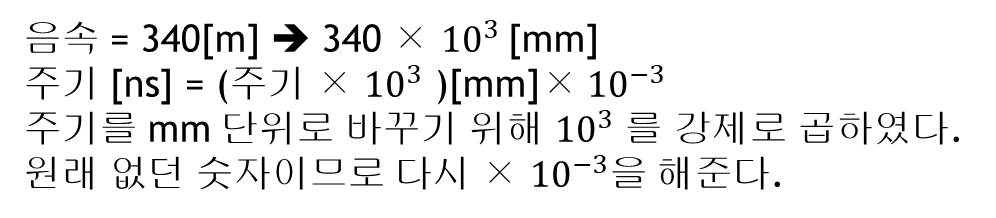 음속 = 340[m] ➔ 340 × 10³ [mm]
주기 [ns] = (주기 × 10³ )[mm]× 10⁻³
주기를 mm 단위로 바꾸기 위해 10³ 를 강제로 곱하였다.
원래 없던 숫자이므로 다시 × 10⁻³을 해준다.